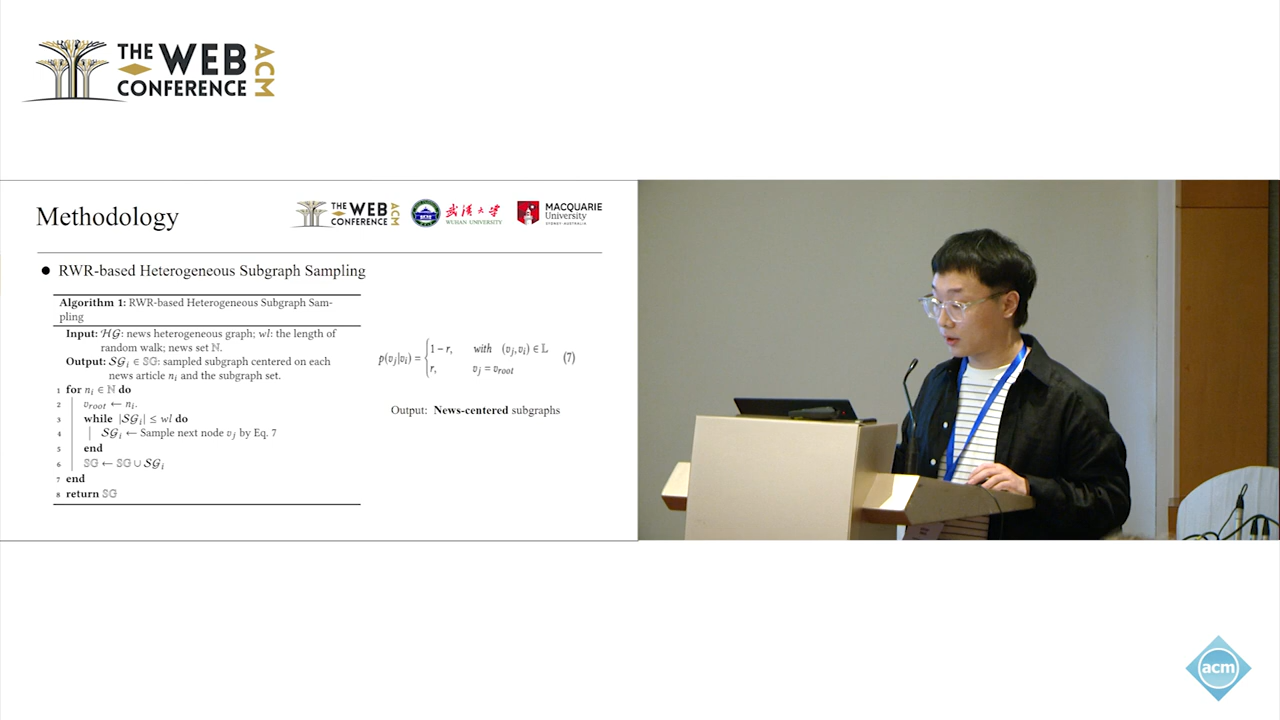 THE WEB CONFERENCE ACM
Methodology
THE WEB CONFERENCE ACM
武漢大学
WUHAN UNIVERSITY
MACQUARIE University
SYDNEY·AUSTRALIA
● RWR-based Heterogeneous Subgraph Sampling
Algorithm 1: RWR-based Heterogeneous Subgraph Sam-
pling
Input: ℋ𝒢: news heterogeneous graph; wl: the length of
random walk; news set ℕ.
Output: 𝒮𝒢ᵢ ∈ 𝕊𝔾: sampled subgraph centered on each
news article nᵢ and the subgraph set.
1 for nᵢ ∈ ℕ do
2 v_root ← nᵢ.
3 while |𝒮𝒢ᵢ| ≤ wl do
4 𝒮𝒢ᵢ ← Sample next node vⱼ by Eq. 7
5 end
6 𝕊𝔾 ← 𝕊𝔾 ∪ 𝒮𝒢ᵢ
7 end
8 return 𝕊𝔾
p(vⱼ|vᵢ) = { 1 − r, with (vⱼ, vᵢ) ∈ 𝕃
r, vⱼ = v_root (7)
Output: News-centered subgraphs
acm